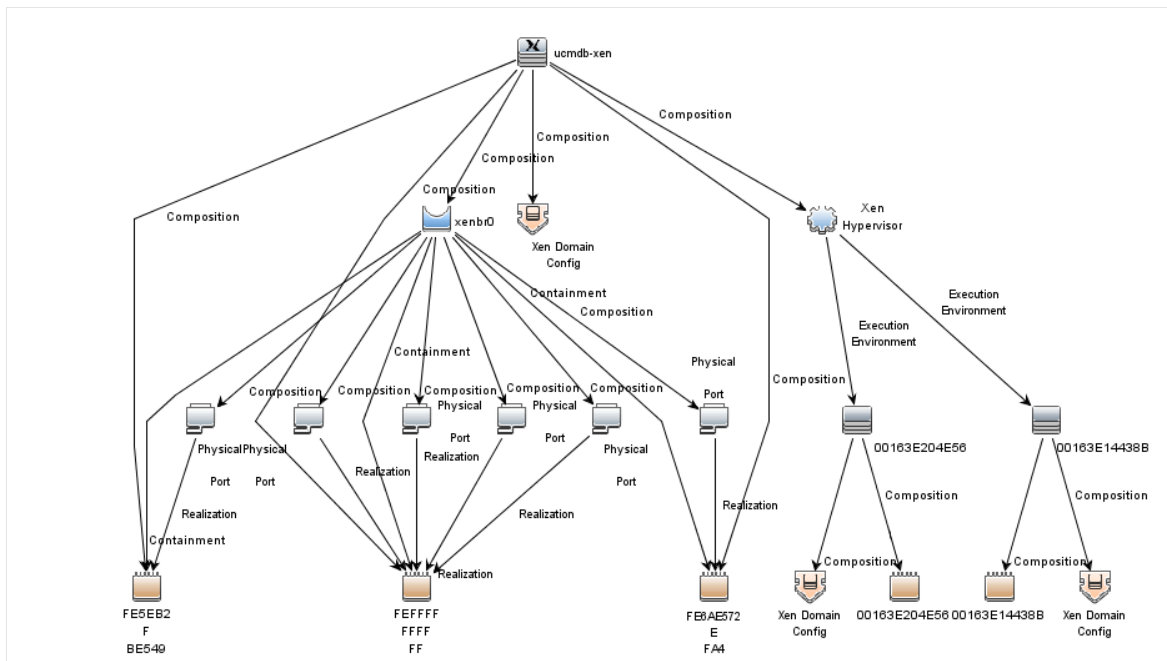 ucmdb-xen
Composition
Composition
Composition
Composition
Composition
xenbr0
Xen Domain
Config
Xen
Hypervisor
Containment
Composition
Execution
Environment
Execution
Environment
Containment
Physical
Port
Composition
Composition
Composition
Composition
Composition
Composition
Physical
Port
Physical
Port
Physical
Port
Physical
Port
Physical
Port
Realization
Realization
Realization
Realization
Realization
Realization
Containment
00163E204E56
00163E14438B
Composition
Composition
Composition
Composition
FE5EB2
F
BE549
FEFFFF
FFFF
FF
FE6AE572
E
FA4
Xen Domain
Config
00163E204E56
00163E14438B
Xen Domain
Config